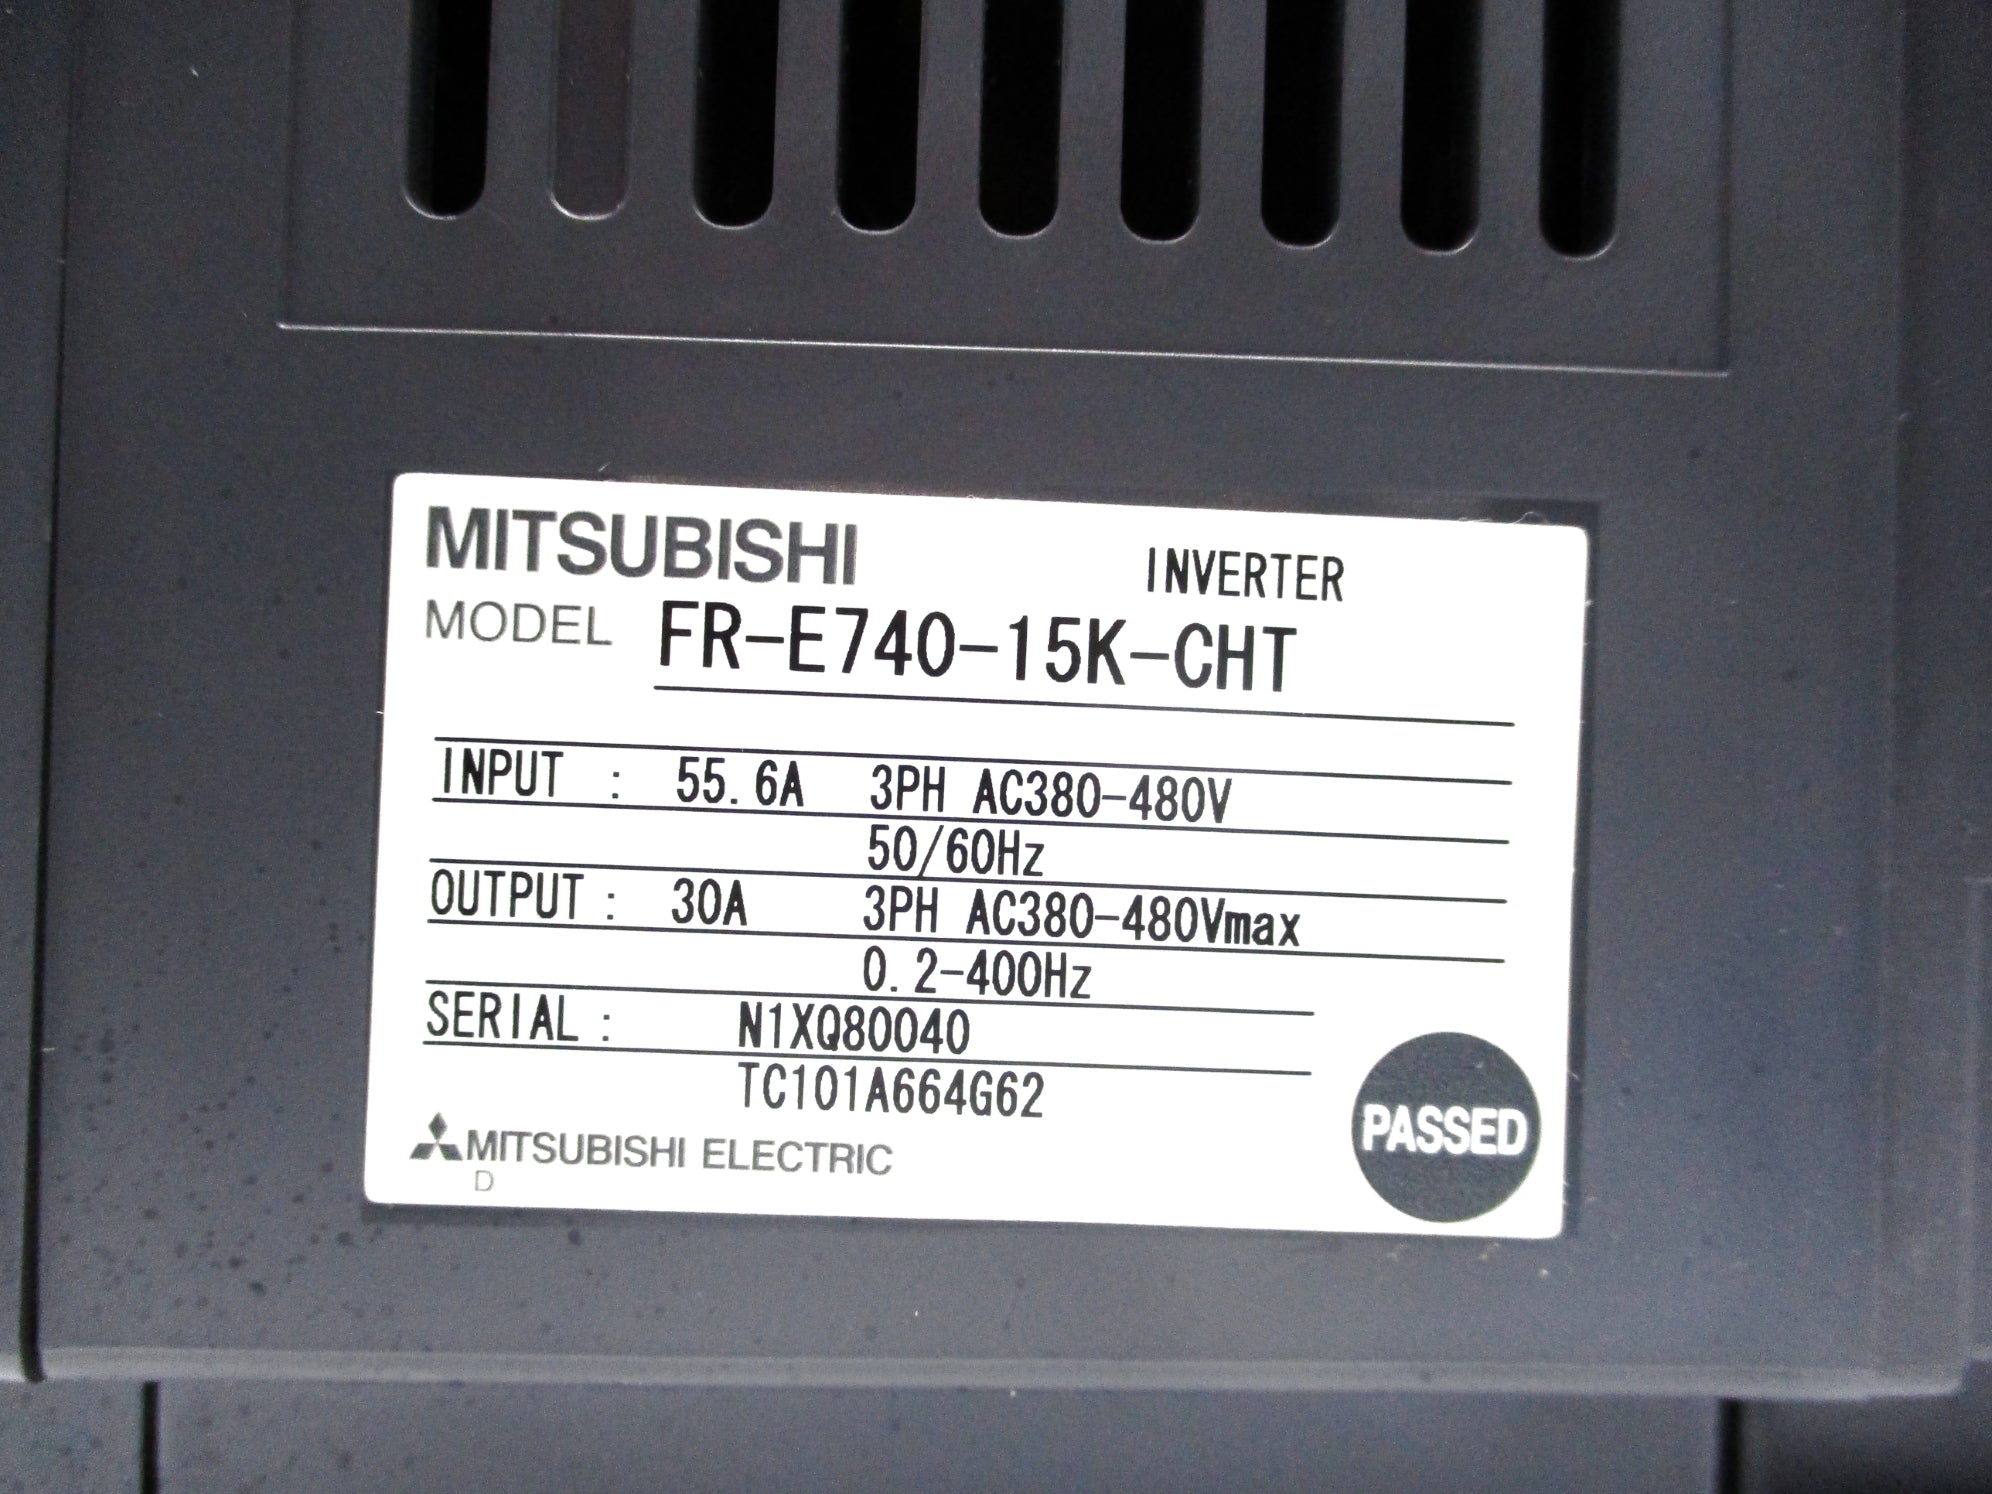 MITSUBISHI INVERTER
MODEL FR-E740-15K-CHT
INPUT : 55.6A 3PH AC380-480V
50/60Hz
OUTPUT : 30A 3PH AC380-480Vmax
0.2-400Hz
SERIAL : N1XQ80040
TC101A664G62
PASSED
MITSUBISHI ELECTRIC
D